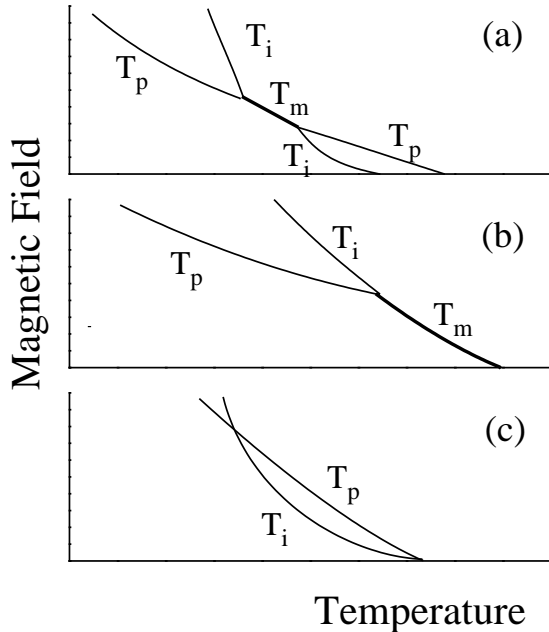 (a)
T_i
T_p
T_m
T_p
T_i
(b)
T_i
T_p
T_m
(c)
T_p
T_i
Magnetic Field
Temperature